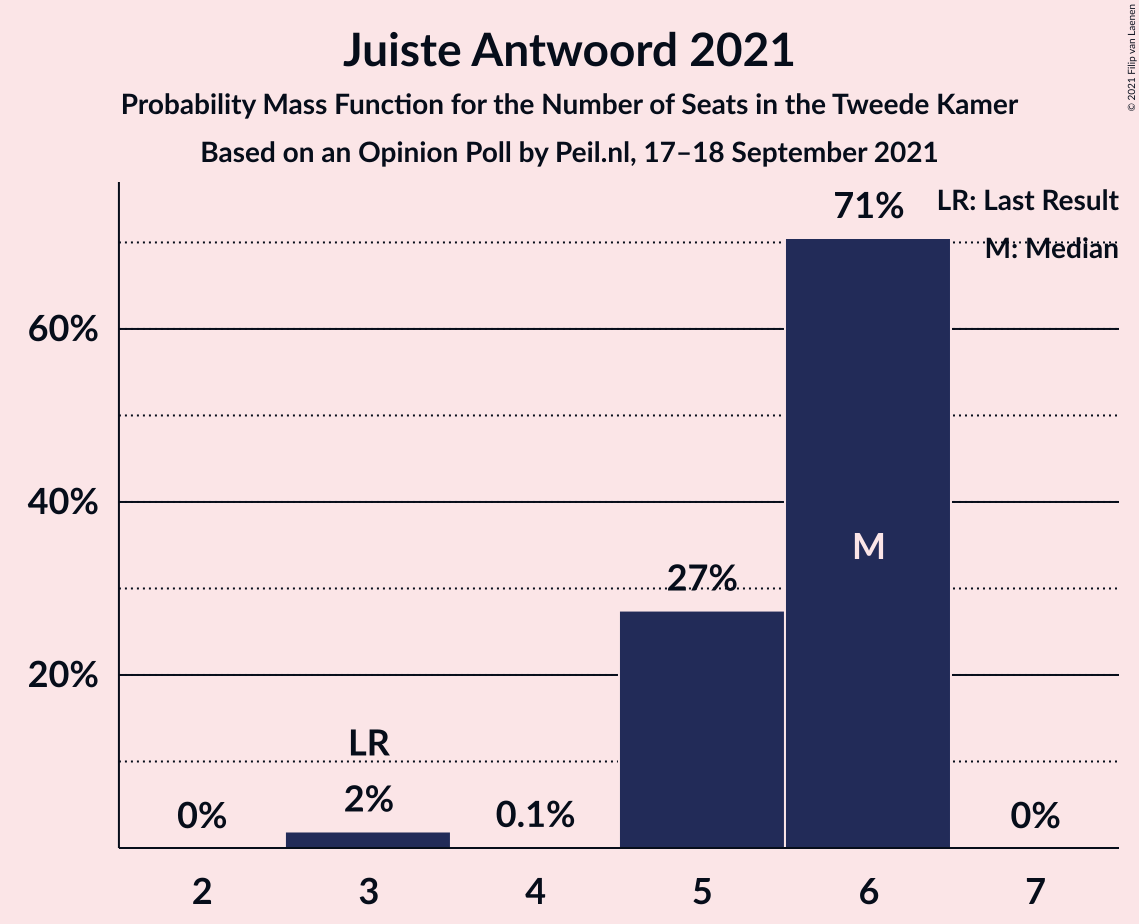 Juiste Antwoord 2021
Probability Mass Function for the Number of Seats in the Tweede Kamer
Based on an Opinion Poll by Peil.nl, 17–18 September 2021
© 2021 Filip van Laenen
LR: Last Result
M: Median
71%
60%
40%
M
27%
20%
LR
2%
0%
0.1%
0%
2 3 4 5 6 7